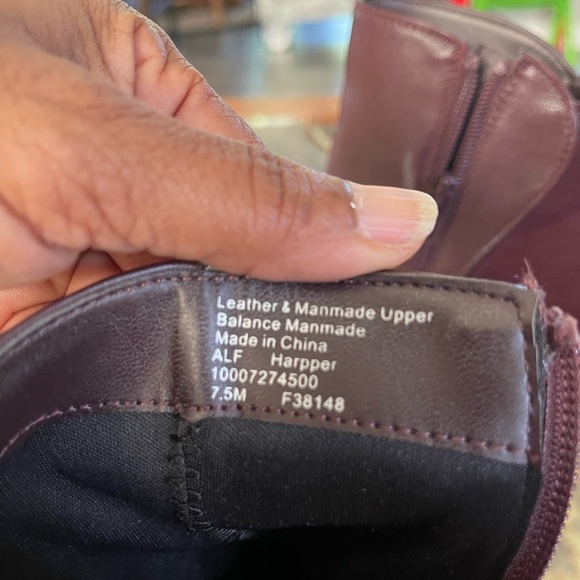 Leather & Manmade Upper
Balance Manmade
Made in China
ALF Harpper
10007274500
7.5M F38148